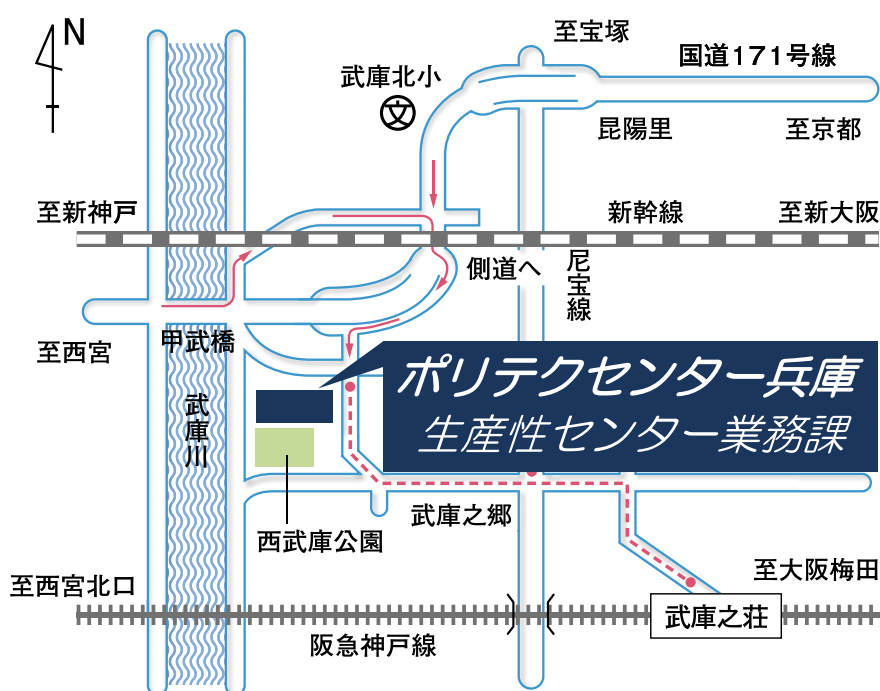 N
至宝塚
国道171号線
武庫北小
文
昆陽里
至京都
至新神戸
新幹線
至新大阪
側道へ
尼宝線
甲武橋
至西宮
ポリテクセンター兵庫
生産性センター業務課
武庫川
武庫之郷
西武庫公園
至大阪梅田
至西宮北口
武庫之荘
阪急神戸線